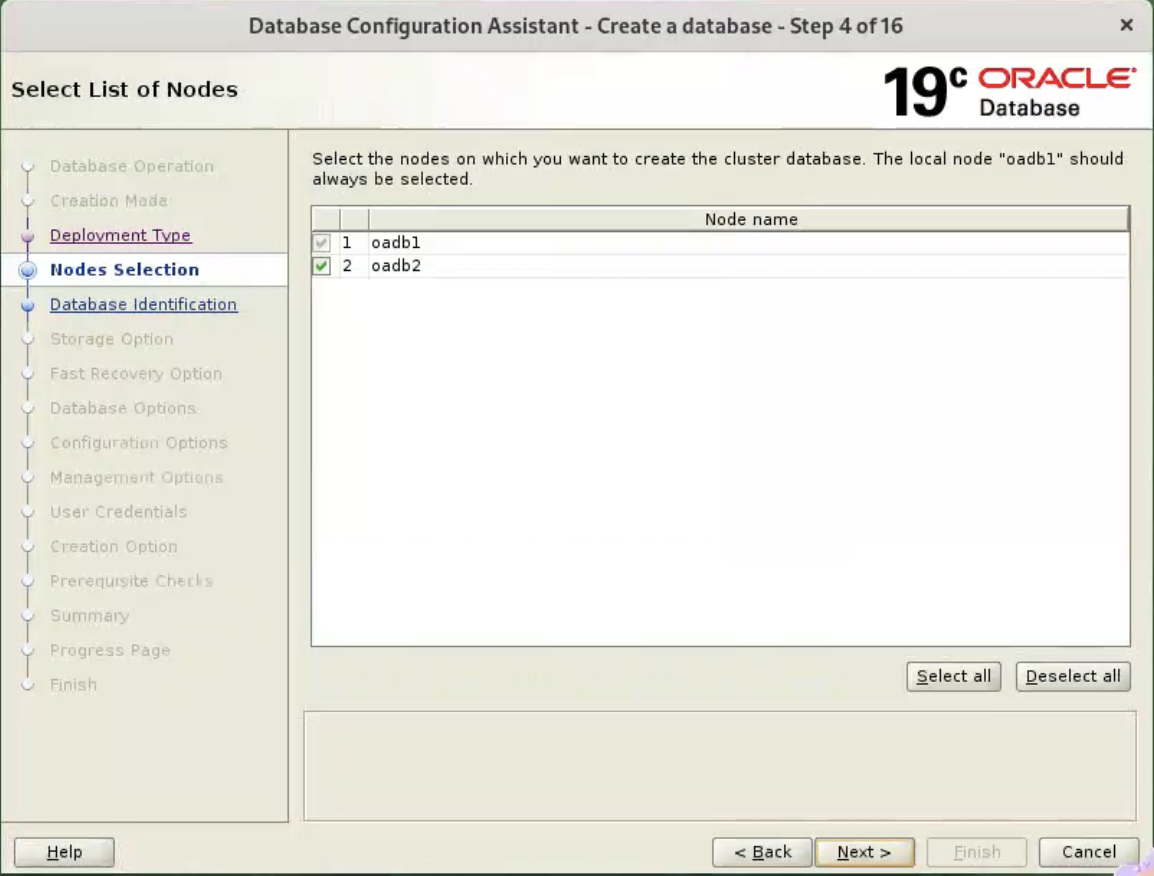 Database Configuration Assistant - Create a database - Step 4 of 16
Select List of Nodes
19c ORACLE
Database
Database Operation
Creation Mode
Deployment Type
Nodes Selection
Database Identification
Storage Option
Fast Recovery Option
Database Options
Configuration Options
Management Options
User Credentials
Creation Option
Prerequisite Checks
Summary
Progress Page
Finish
Select the nodes on which you want to create the cluster database. The local node "oadb1" should
always be selected.
Node name
1 oadb1
2 oadb2
Select all Deselect all
Help < Back Next > Finish Cancel